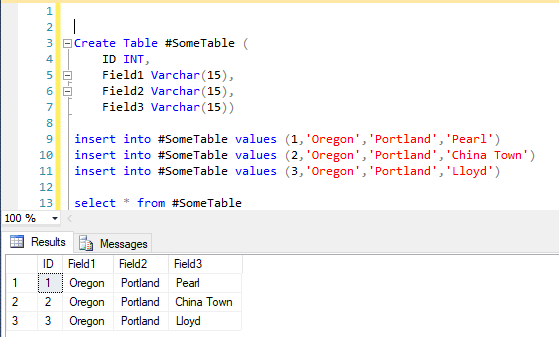 1
2
3 Create Table #SomeTable (
4 ID INT,
5 Field1 Varchar(15),
6 Field2 Varchar(15),
7 Field3 Varchar(15))
8
9 insert into #SomeTable values (1,'Oregon','Portland','Pearl')
10 insert into #SomeTable values (2,'Oregon','Portland','China Town')
11 insert into #SomeTable values (3,'Oregon','Portland','Lloyd')
12
13 select * from #SomeTable
100 %
Results Messages
ID Field1 Field2 Field3
1 1 Oregon Portland Pearl
2 2 Oregon Portland China Town
3 3 Oregon Portland Lloyd